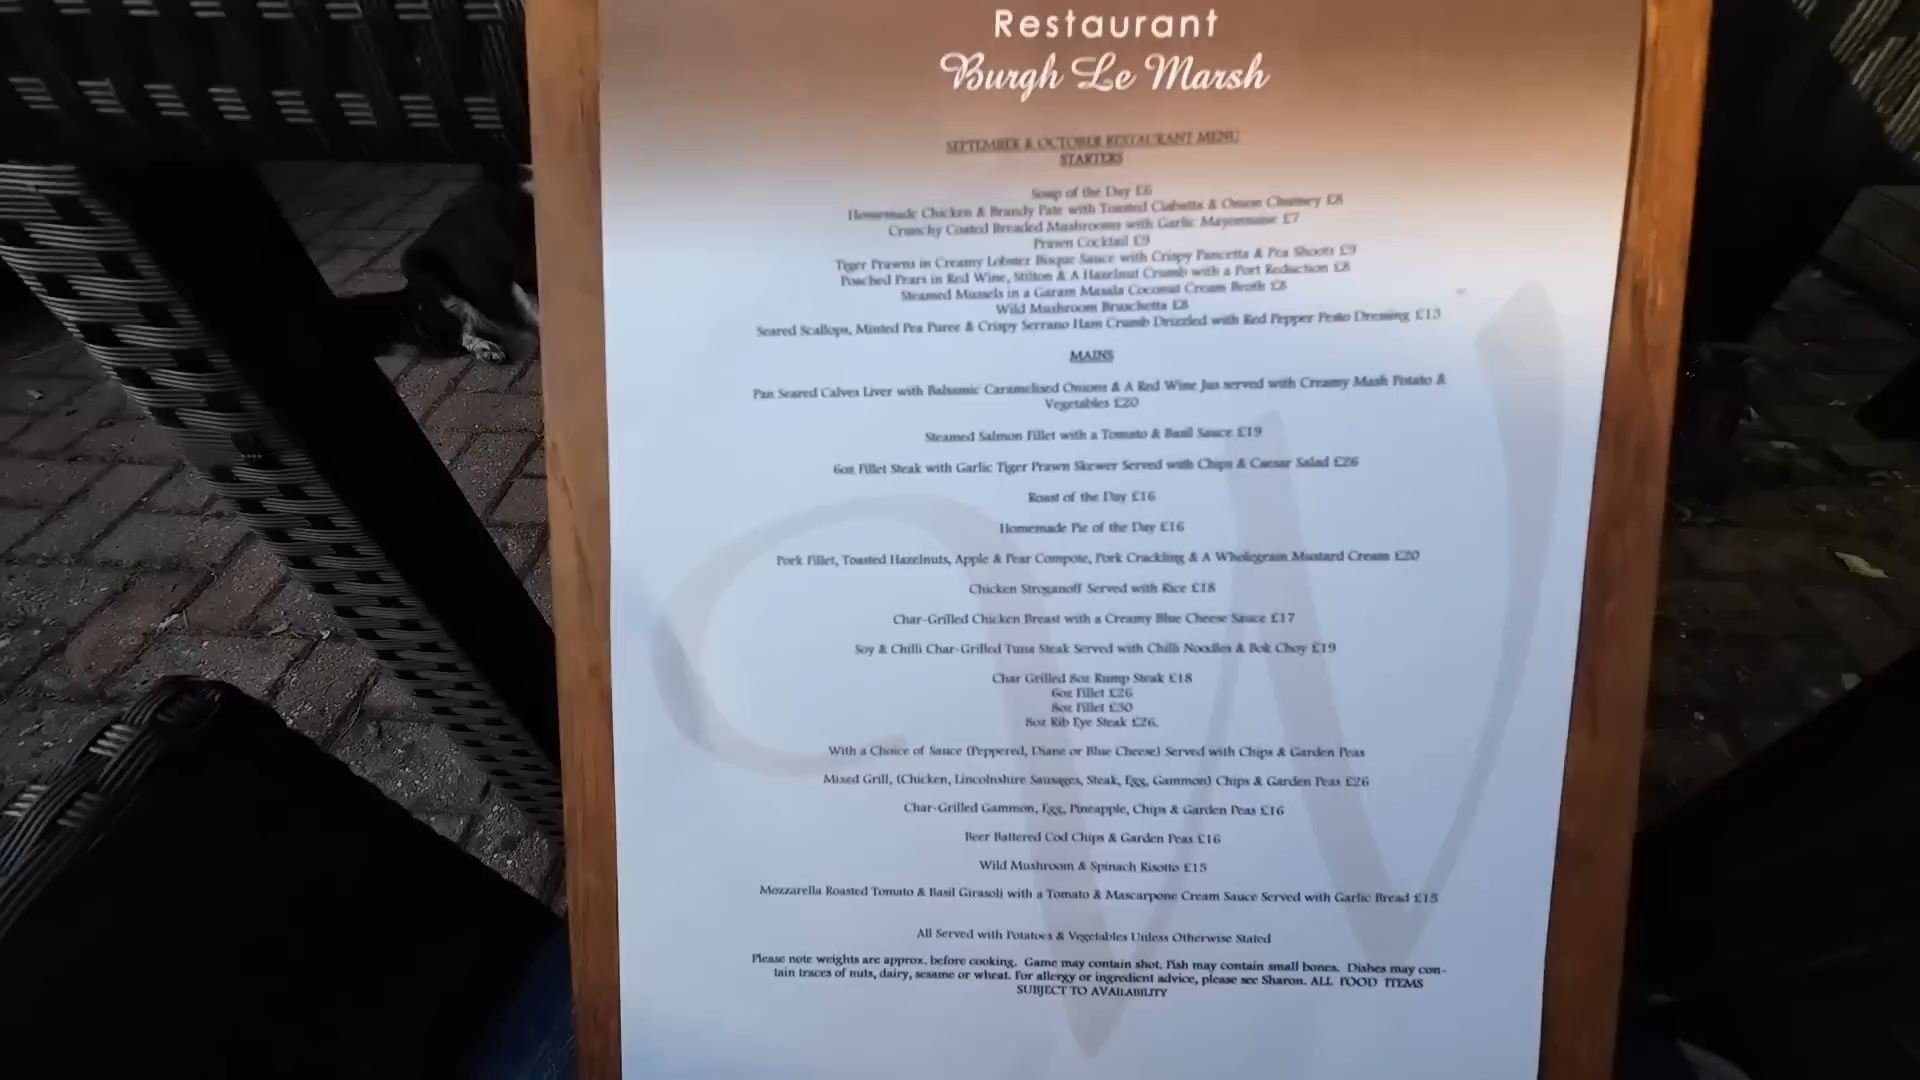 Restaurant
Burgh Le Marsh
SEPTEMBER & OCTOBER RESTAURANT MENU
STARTERS
Soup of the Day £6
Homemade Chicken & Brandy Pate with Toasted Ciabatta & Onion Chutney £8
Crunchy Coated Breaded Mushrooms with Garlic Mayonnaise £7
Prawn Cocktail £9
Tiger Prawns in Creamy Lobster Bisque Sauce with Crispy Pancetta & Pea Shoots £9
Poached Pears in Red Wine, Stilton & A Hazelnut Crumb with a Port Reduction £8
Steamed Mussels in a Garam Masala Coconut Cream Broth £8
Wild Mushroom Bruschetta £8
Seared Scallops, Minted Pea Puree & Crispy Serrano Ham Crumb Drizzled with Red Pepper Pesto Dressing £13
MAINS
Pan Seared Calves Liver with Balsamic Caramelised Onions & A Red Wine Jus served with Creamy Mash Potato &
Vegetables £20
Steamed Salmon Fillet with a Tomato & Basil Sauce £19
6oz Fillet Steak with Garlic Tiger Prawn Skewer Served with Chips & Caesar Salad £26
Roast of the Day £16
Homemade Pie of the Day £16
Pork Fillet, Toasted Hazelnuts, Apple & Pear Compote, Pork Crackling & A Wholegrain Mustard Cream £20
Chicken Stroganoff Served with Rice £18
Char-Grilled Chicken Breast with a Creamy Blue Cheese Sauce £17
Soy & Chilli Char-Grilled Tuna Steak Served with Chilli Noodles & Bok Choy £19
Char Grilled 8oz Rump Steak £18
6oz Fillet £26
8oz Fillet £30
8oz Rib Eye Steak £26.
With a Choice of Sauce (Peppered, Diane or Blue Cheese) Served with Chips & Garden Peas
Mixed Grill, (Chicken, Lincolnshire Sausages, Steak, Egg, Gammon) Chips & Garden Peas £26
Char-Grilled Gammon, Egg, Pineapple, Chips & Garden Peas £16
Beer Battered Cod Chips & Garden Peas £16
Wild Mushroom & Spinach Risotto £15
Mozzarella Roasted Tomato & Basil Girasoli with a Tomato & Mascarpone Cream Sauce Served with Garlic Bread £15
All Served with Potatoes & Vegetables Unless Otherwise Stated
Please note weights are approx. before cooking. Game may contain shot. Fish may contain small bones. Dishes may con-
tain traces of nuts, dairy, sesame or wheat. For allergy or ingredient advice, please see Sharon. ALL FOOD ITEMS
SUBJECT TO AVAILABILITY